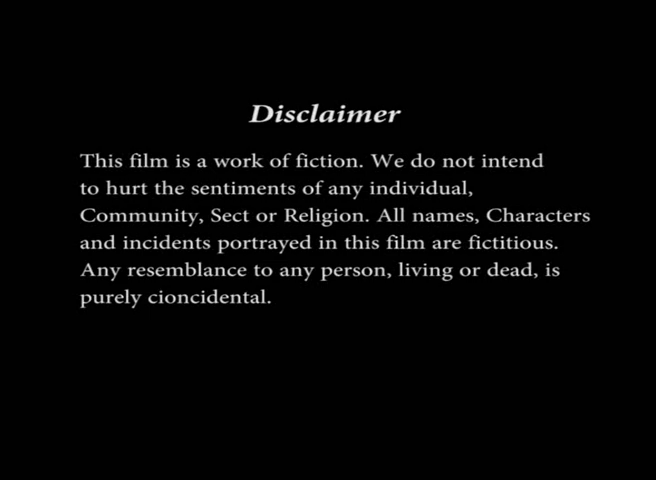 Disclaimer
This film is a work of fiction. We do not intend
to hurt the sentiments of any individual,
Community, Sect or Religion. All names, Characters
and incidents portrayed in this film are fictitious.
Any resemblance to any person, living or dead, is
purely cioncidental.